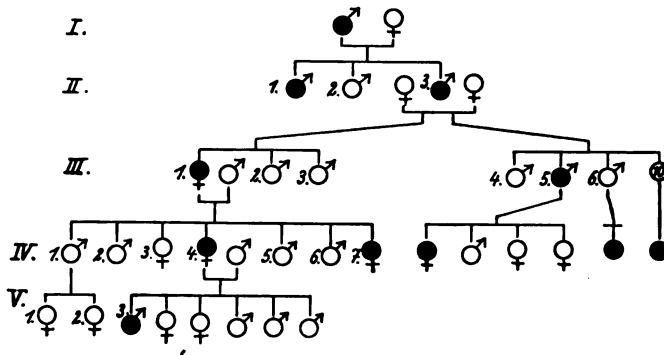 I.
II. 1. 2. 3.
III. 1. 2. 3. 4. 5. 6.
IV. 1. 2. 3. 4. 5. 6. 7.
V. 1. 2. 3.